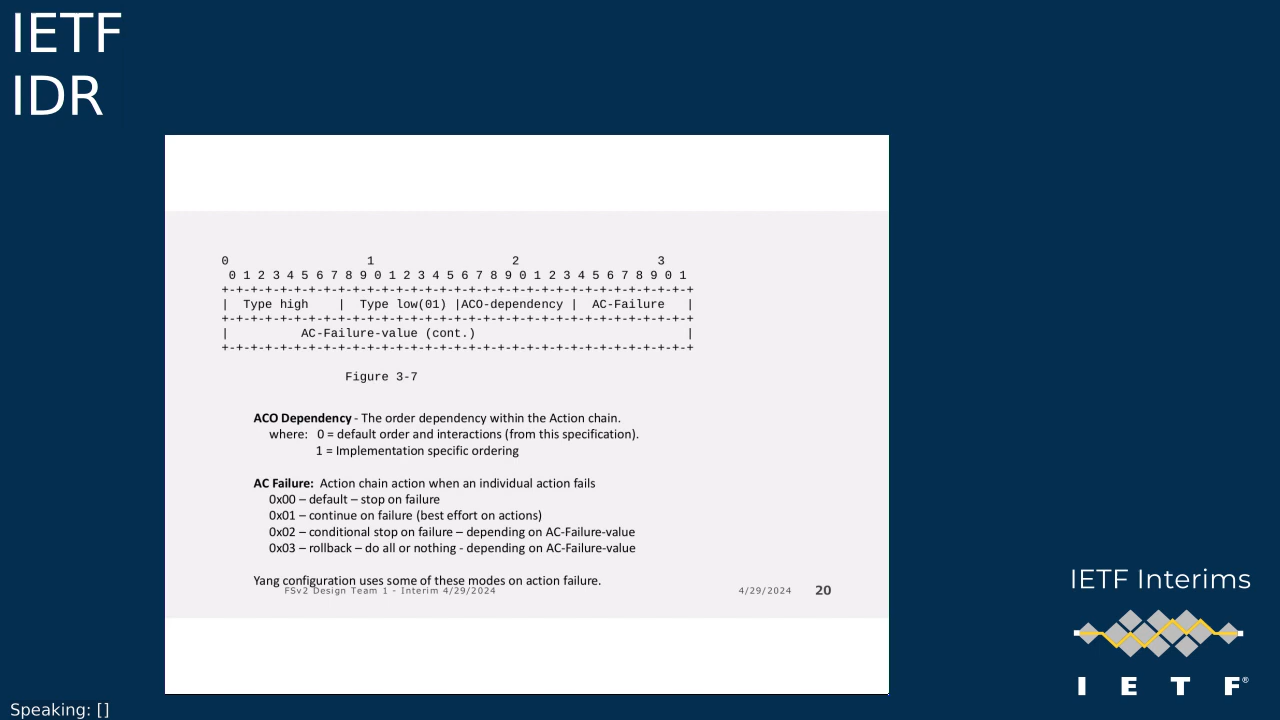 IETF
IDR
0                   1                   2                   3
 0 1 2 3 4 5 6 7 8 9 0 1 2 3 4 5 6 7 8 9 0 1 2 3 4 5 6 7 8 9 0 1
+-+-+-+-+-+-+-+-+-+-+-+-+-+-+-+-+-+-+-+-+-+-+-+-+-+-+-+-+-+-+-+-+
|  Type high    |  Type low(01) |ACO-dependency |  AC-Failure   |
+-+-+-+-+-+-+-+-+-+-+-+-+-+-+-+-+-+-+-+-+-+-+-+-+-+-+-+-+-+-+-+-+
|          AC-Failure-value (cont.)                             |
+-+-+-+-+-+-+-+-+-+-+-+-+-+-+-+-+-+-+-+-+-+-+-+-+-+-+-+-+-+-+-+-+
Figure 3-7
ACO Dependency - The order dependency within the Action chain.
where:   0 = default order and interactions (from this specification).
1 = Implementation specific ordering
AC Failure:  Action chain action when an individual action fails
0x00 – default – stop on failure
0x01 – continue on failure (best effort on actions)
0x02 – conditional stop on failure – depending on AC-Failure-value
0x03 – rollback – do all or nothing - depending on AC-Failure-value
Yang configuration uses some of these modes on action failure.
FSv2 Design Team 1 - Interim 4/29/2024
4/29/2024
20
IETF Interims
I E T F®
Speaking: []